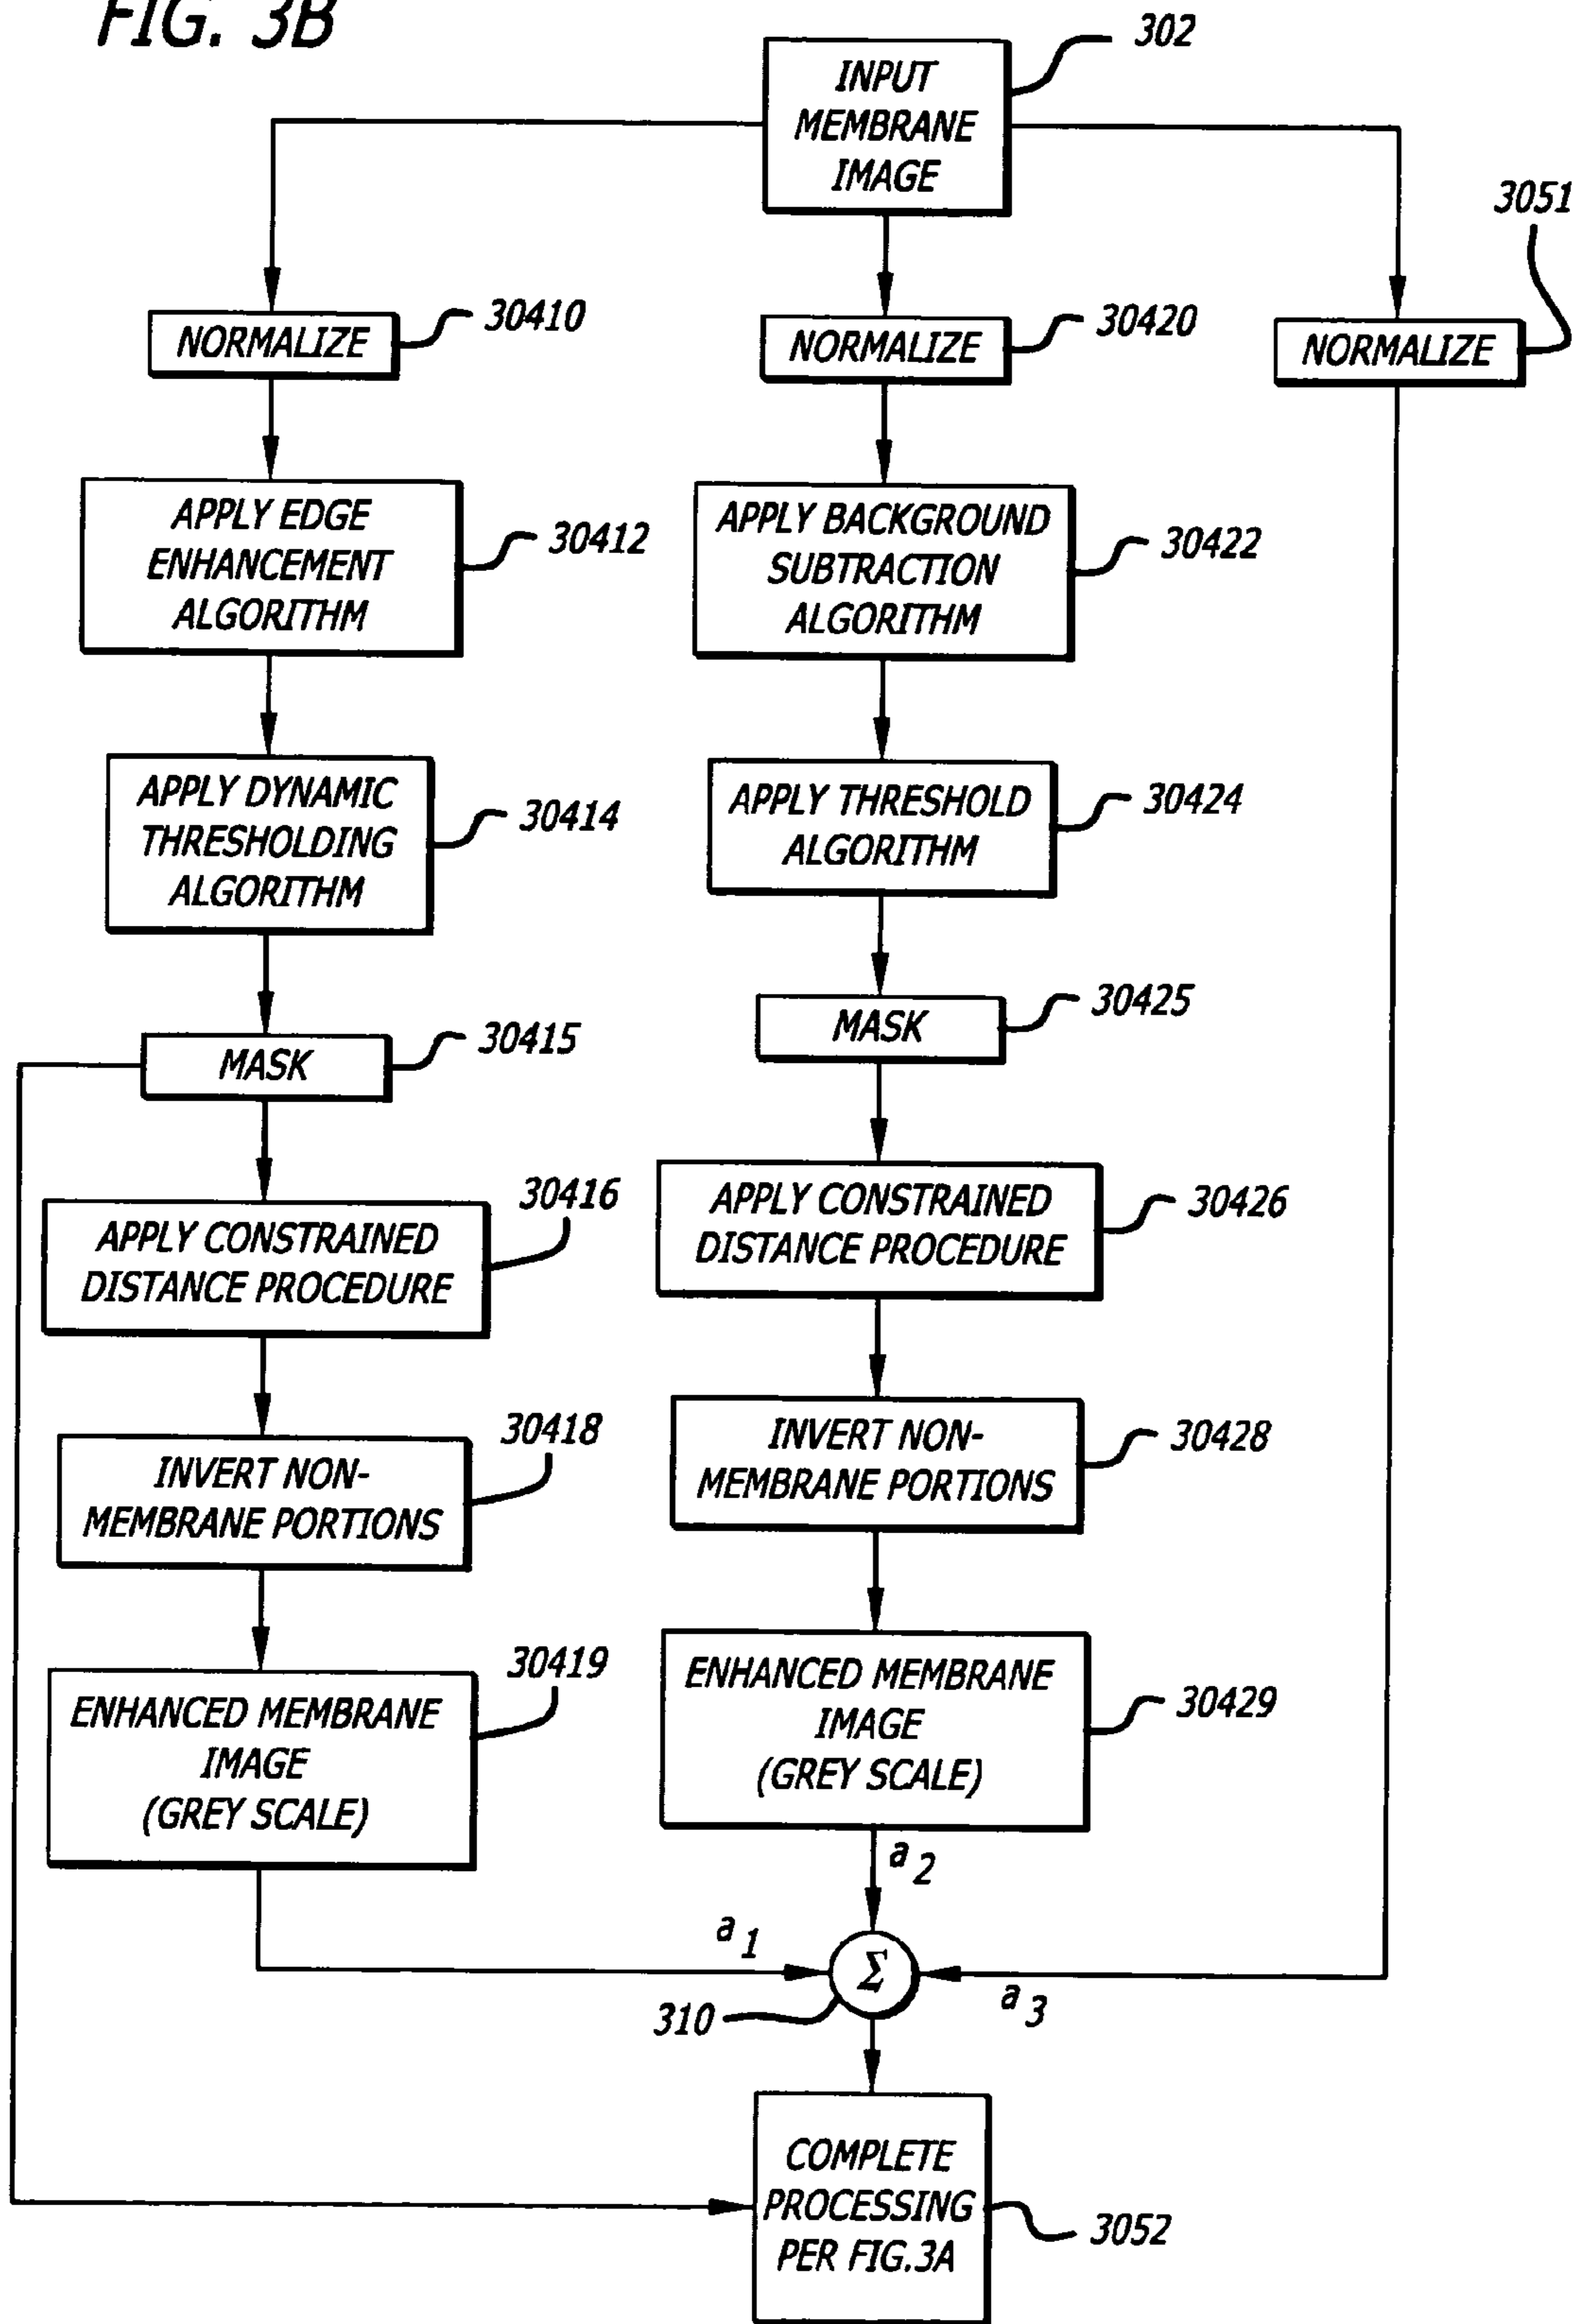 FIG. 3B
302
INPUT
MEMBRANE
IMAGE
3051
NORMALIZE
30410
NORMALIZE
30420
NORMALIZE
APPLY EDGE
ENHANCEMENT
ALGORITHM
30412
APPLY BACKGROUND
SUBTRACTION
ALGORITHM
30422
APPLY DYNAMIC
THRESHOLDING
ALGORITHM
30414
APPLY THRESHOLD
ALGORITHM
30424
MASK
30415
MASK
30425
APPLY CONSTRAINED
DISTANCE PROCEDURE
30416
APPLY CONSTRAINED
DISTANCE PROCEDURE
30426
INVERT NON-
MEMBRANE PORTIONS
30418
INVERT NON-
MEMBRANE PORTIONS
30428
ENHANCED MEMBRANE
IMAGE
(GREY SCALE)
30419
ENHANCED MEMBRANE
IMAGE
(GREY SCALE)
30429
a 2
a 1
Σ
a 3
310
COMPLETE
PROCESSING
PER FIG.3A
3052